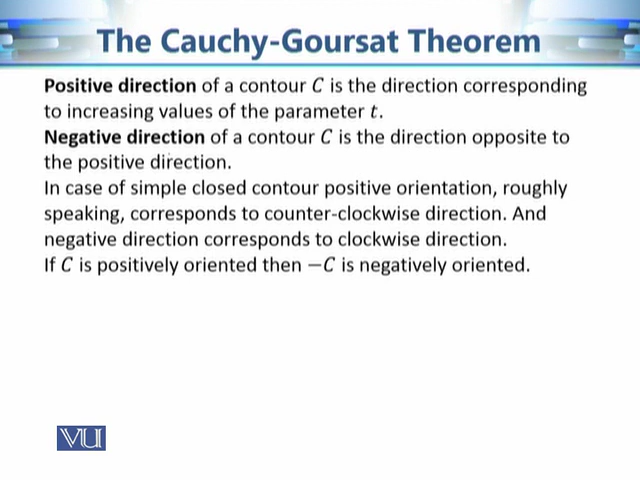 The Cauchy-Goursat Theorem
Positive direction of a contour C is the direction corresponding
to increasing values of the parameter t.
Negative direction of a contour C is the direction opposite to
the positive direction.
In case of simple closed contour positive orientation, roughly
speaking, corresponds to counter-clockwise direction. And
negative direction corresponds to clockwise direction.
If C is positively oriented then −C is negatively oriented.
VU